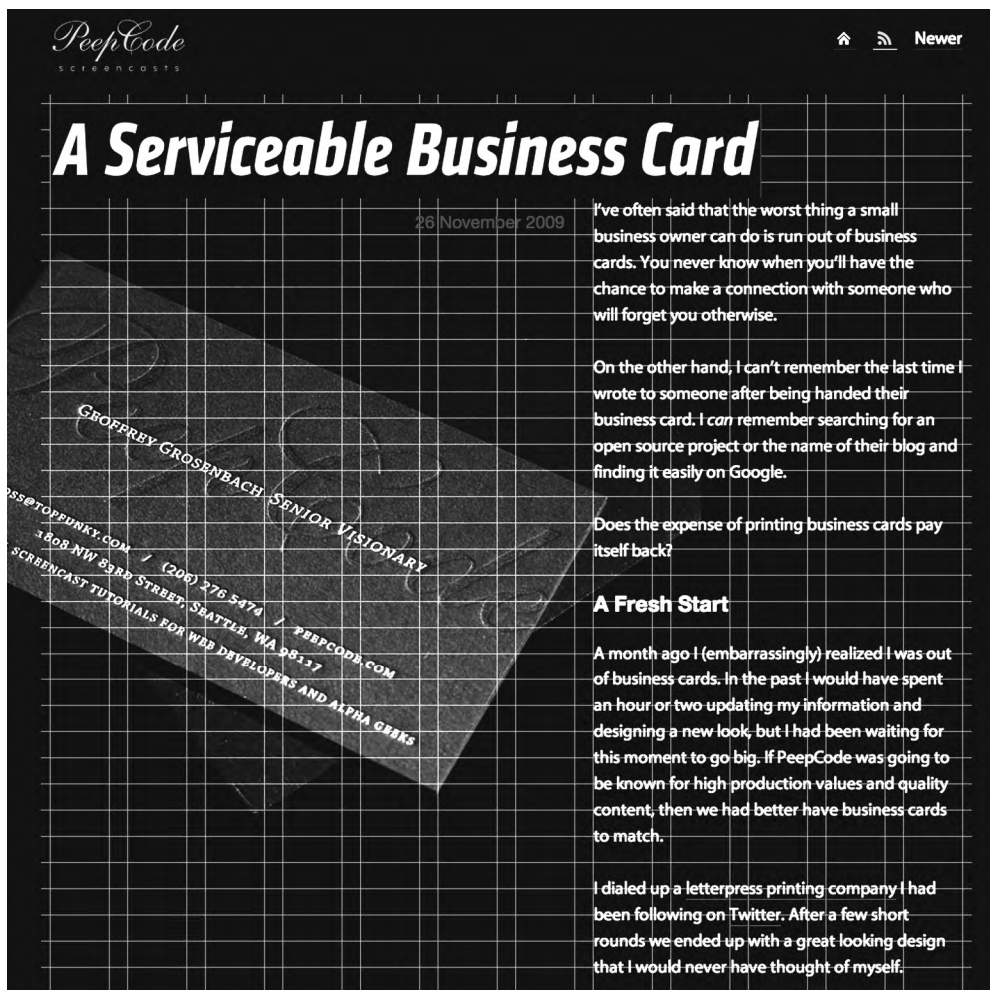 PeepCode
screencasts
Newer
A Serviceable Business Card
26 November 2009
I've often said that the worst thing a small
business owner can do is run out of business
cards. You never know when you'll have the
chance to make a connection with someone who
will forget you otherwise.
On the other hand, I can't remember the last time I
wrote to someone after being handed their
business card. I can remember searching for an
open source project or the name of their blog and
finding it easily on Google.
Does the expense of printing business cards pay
itself back?
A Fresh Start
A month ago I (embarrassingly) realized I was out
of business cards. In the past I would have spent
an hour or two updating my information and
designing a new look, but I had been waiting for
this moment to go big. If PeepCode was going to
be known for high production values and quality
content, then we had better have business cards
to match.
I dialed up a letterpress printing company I had
been following on Twitter. After a few short
rounds we ended up with a great looking design
that I would never have thought of myself.
PeepCode
Geoffrey Grosenbach Senior Visionary
oss@topfunky.com / (206) 276 5474 / peepcode.com
1808 NW 83rd Street, Seattle, WA 98117
screencast tutorials for web developers and alpha geeks